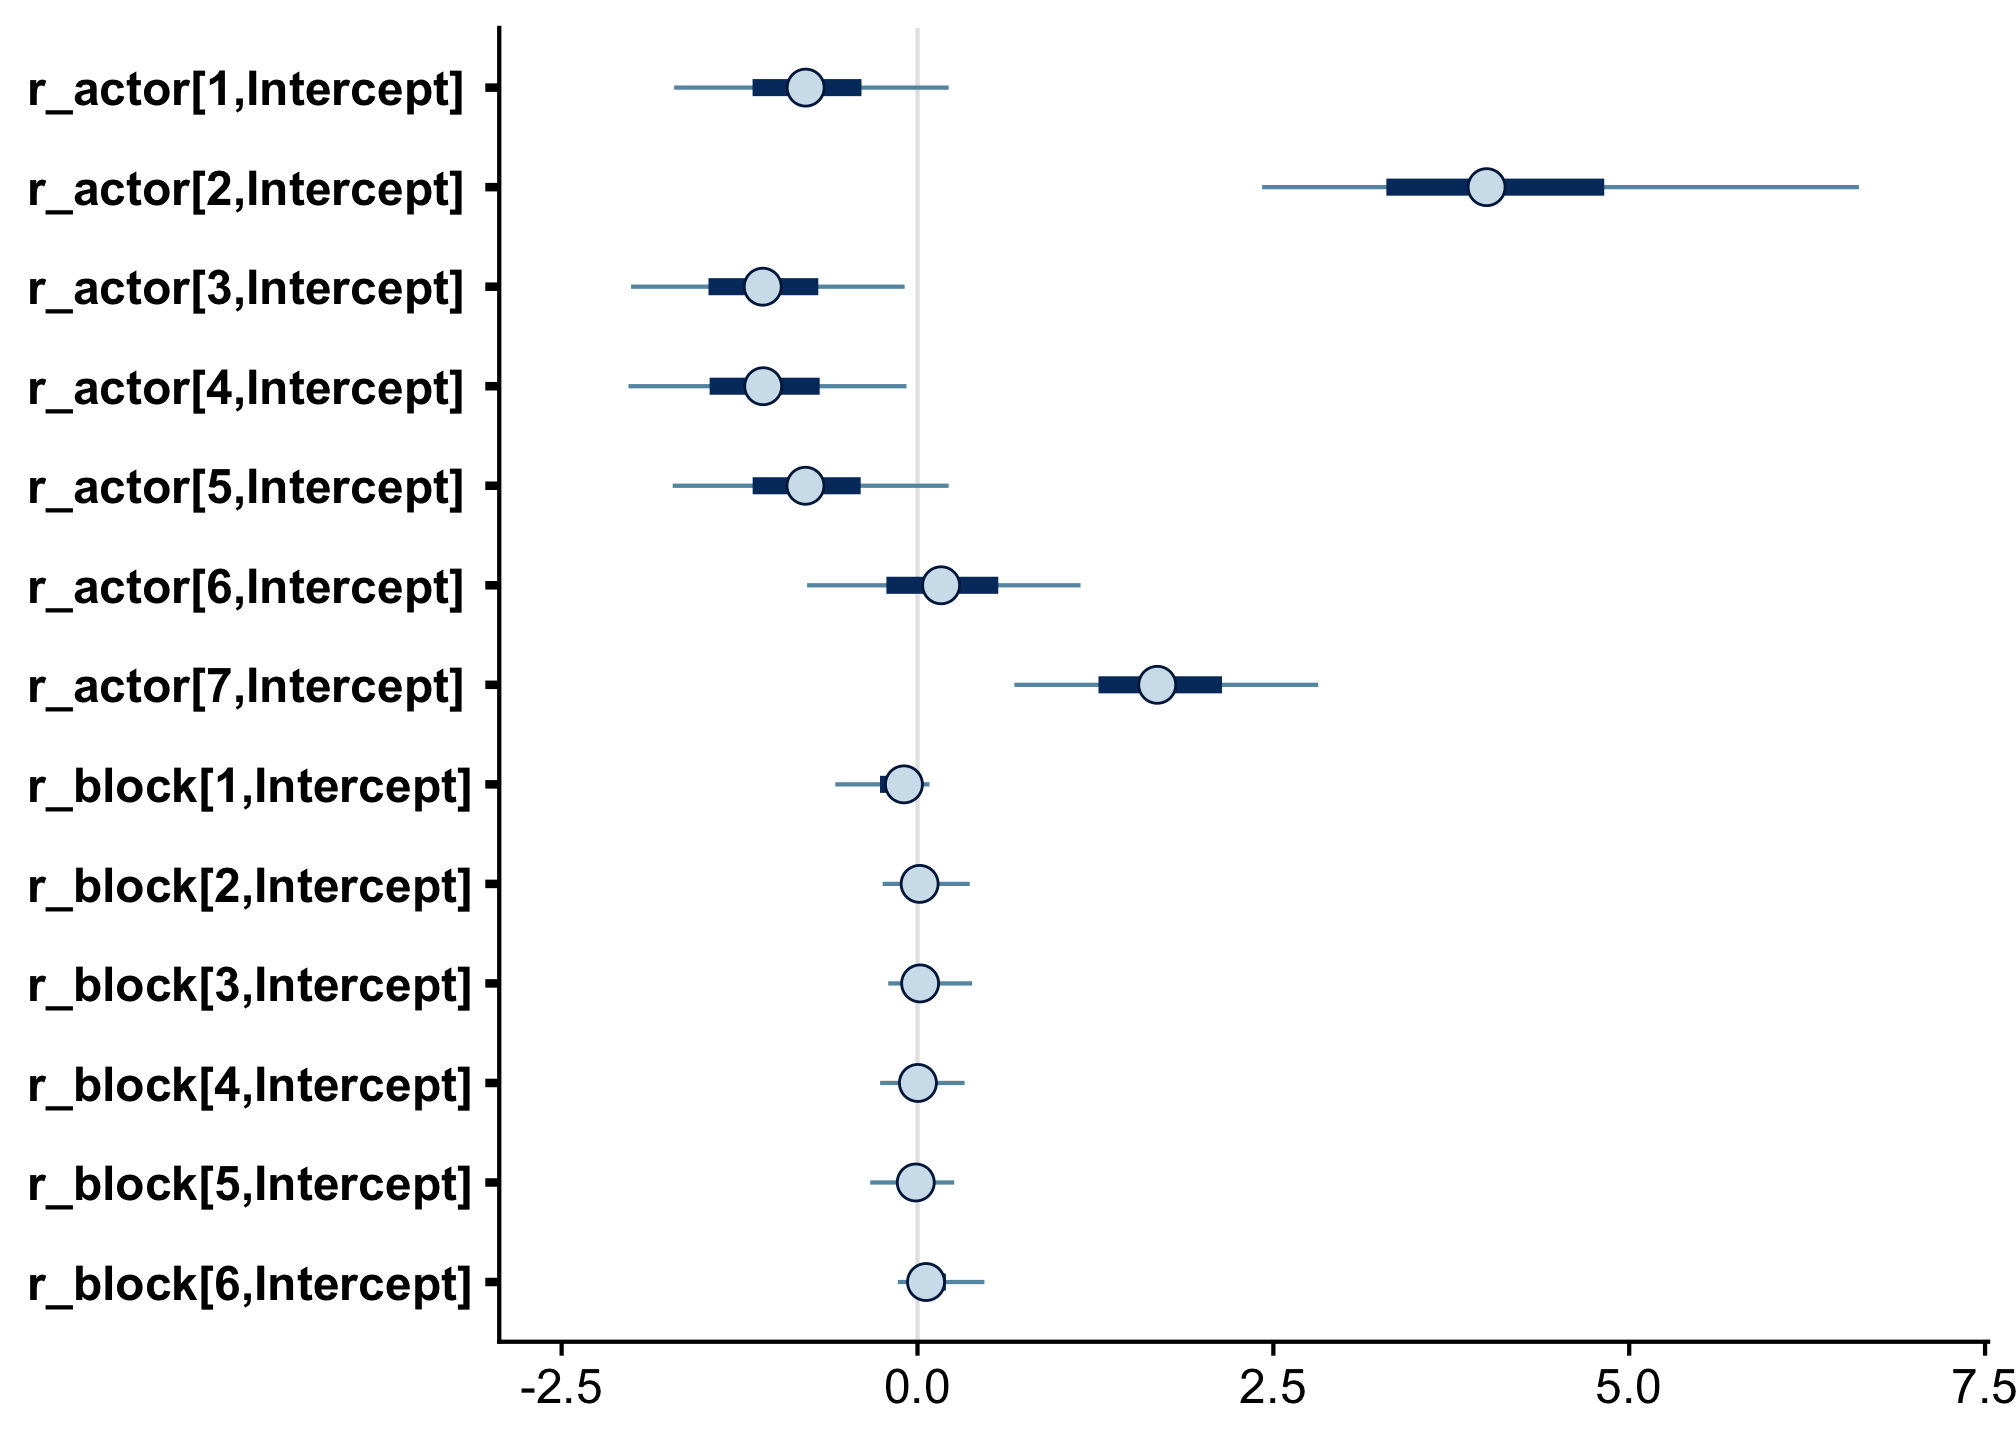 r_actor[1,Intercept]
r_actor[2,Intercept]
r_actor[3,Intercept]
r_actor[4,Intercept]
r_actor[5,Intercept]
r_actor[6,Intercept]
r_actor[7,Intercept]
r_block[1,Intercept]
r_block[2,Intercept]
r_block[3,Intercept]
r_block[4,Intercept]
r_block[5,Intercept]
r_block[6,Intercept]
-2.5 0.0 2.5 5.0 7.5